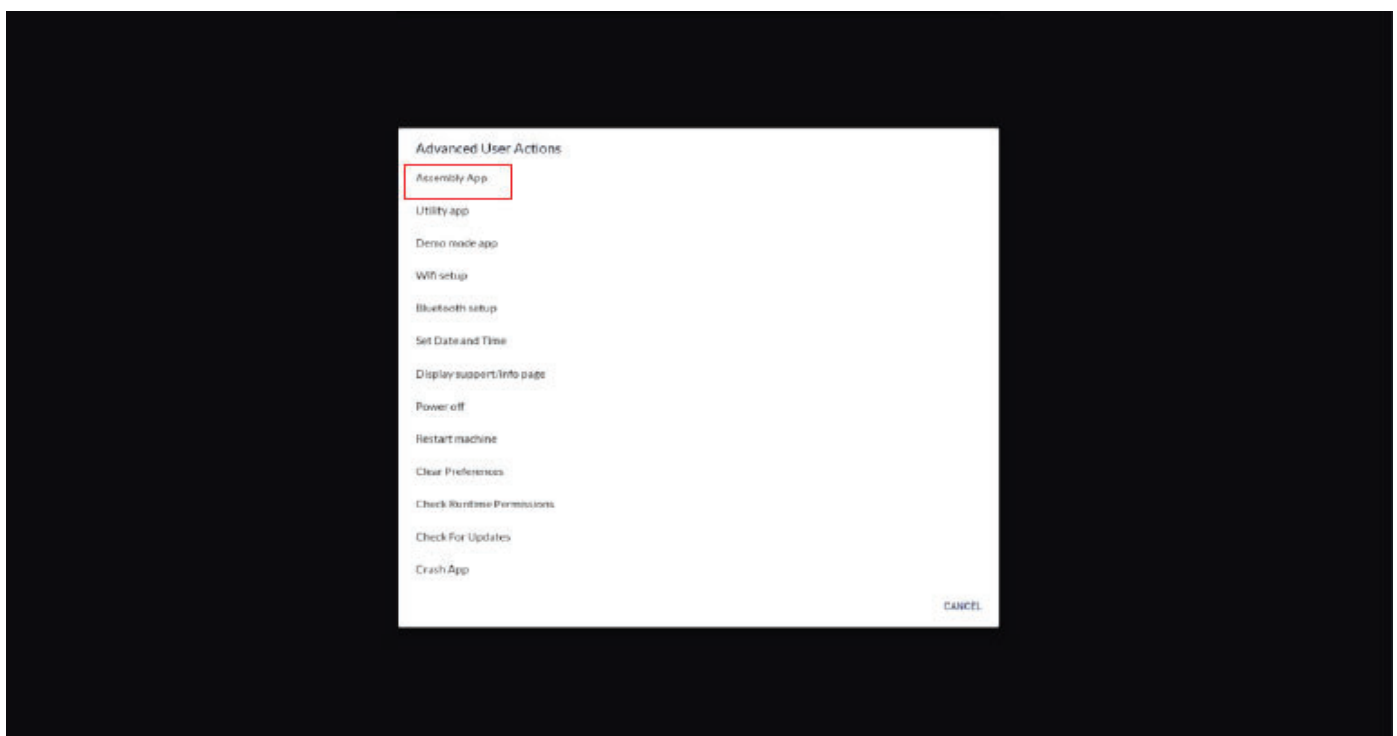 Advanced User Actions
Assembly App
Utility app
Demo mode app
Wifi setup
Bluetooth setup
Set Date and Time
Display support/info page
Power off
Restart machine
Clear Preferences
Check Runtime Permissions
Check For Updates
Crash App
CANCEL